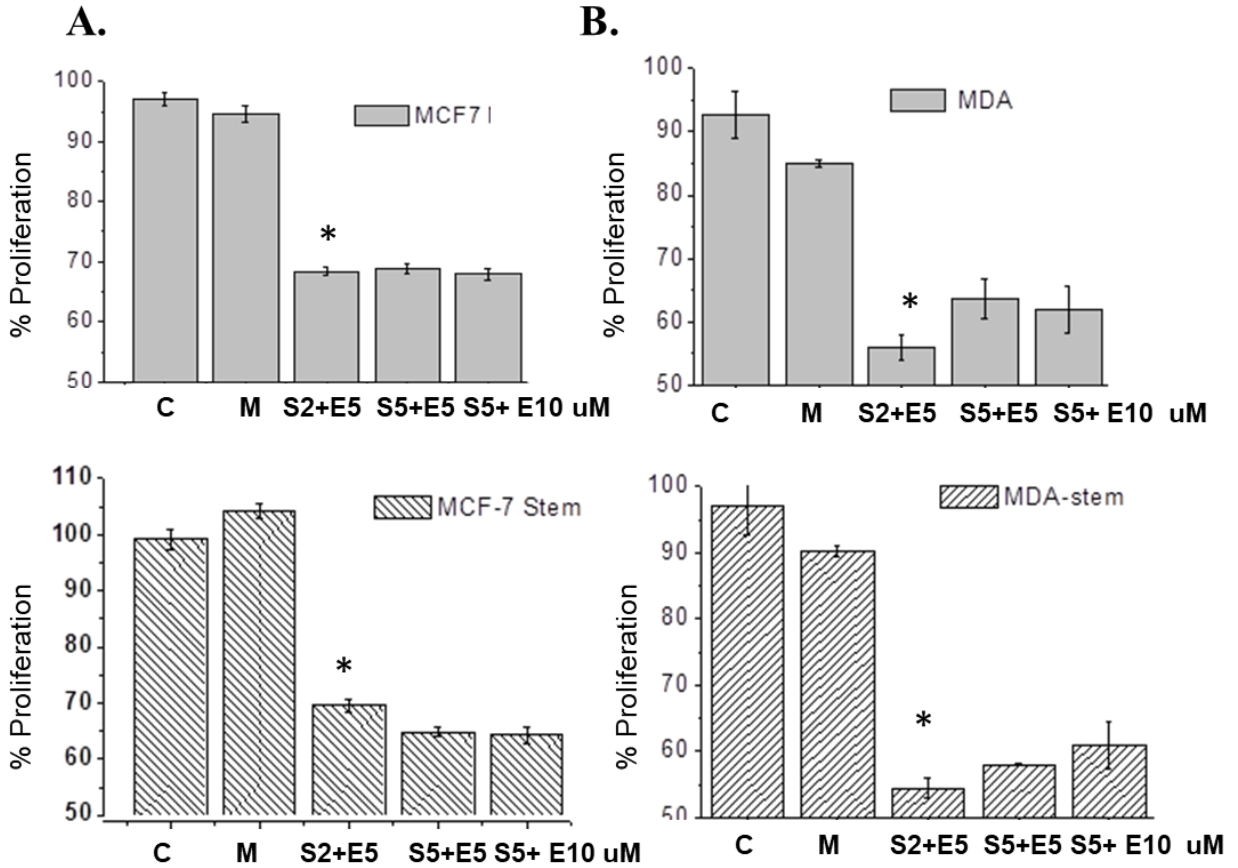 A.
100
90
80
70
60
50
% Proliferation
MCF7 l
*
C M S2+E5 S5+E5 S5+ E10 uM
B.
100
90
80
70
60
50
% Proliferation
MDA
*
C M S2+E5 S5+E5 S5+ E10 uM
110
100
90
80
70
60
50
% Proliferation
MCF-7 Stem
*
C M S2+E5 S5+E5 S5+ E10 uM
100
90
80
70
60
50
% Proliferation
MDA-stem
*
C M S2+E5 S5+E5 S5+ E10 uM